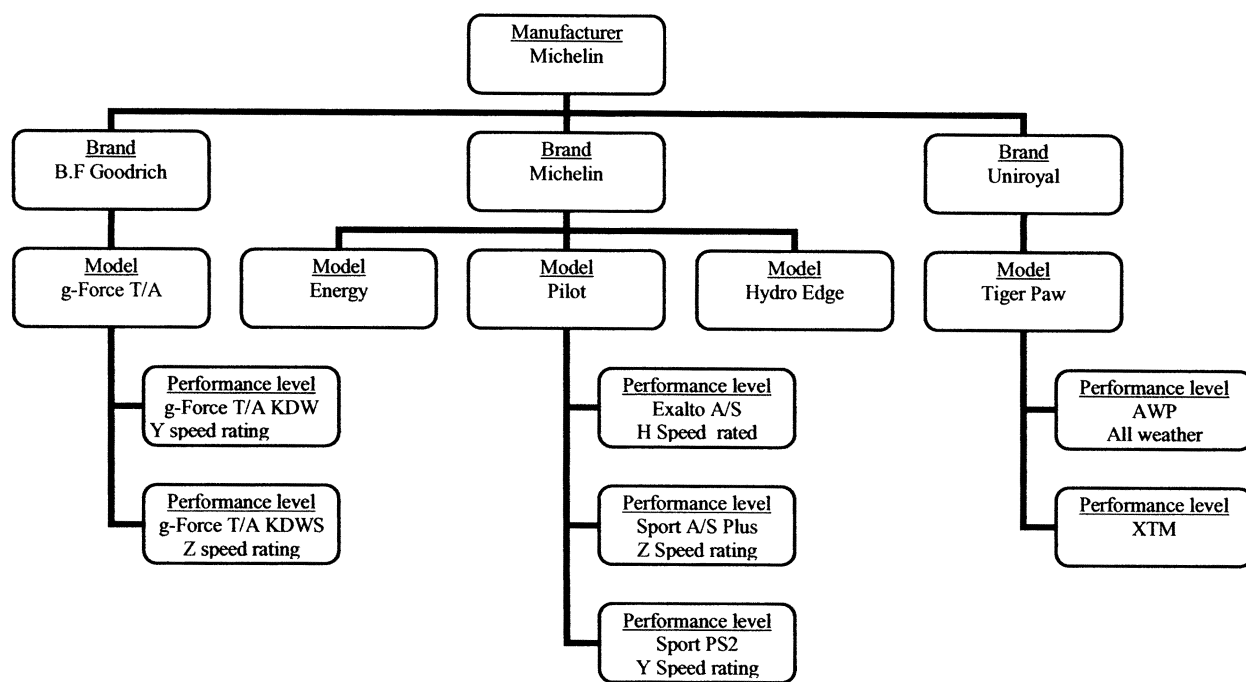 Manufacturer
Michelin
Brand
B.F Goodrich
Brand
Michelin
Brand
Uniroyal
Model
g-Force T/A
Model
Energy
Model
Pilot
Model
Hydro Edge
Model
Tiger Paw
Performance level
g-Force T/A KDW
Y speed rating
Performance level
g-Force T/A KDWS
Z speed rating
Performance level
Exalto A/S
H Speed rated
Performance level
Sport A/S Plus
Z Speed rating
Performance level
Sport PS2
Y Speed rating
Performance level
AWP
All weather
Performance level
XTM